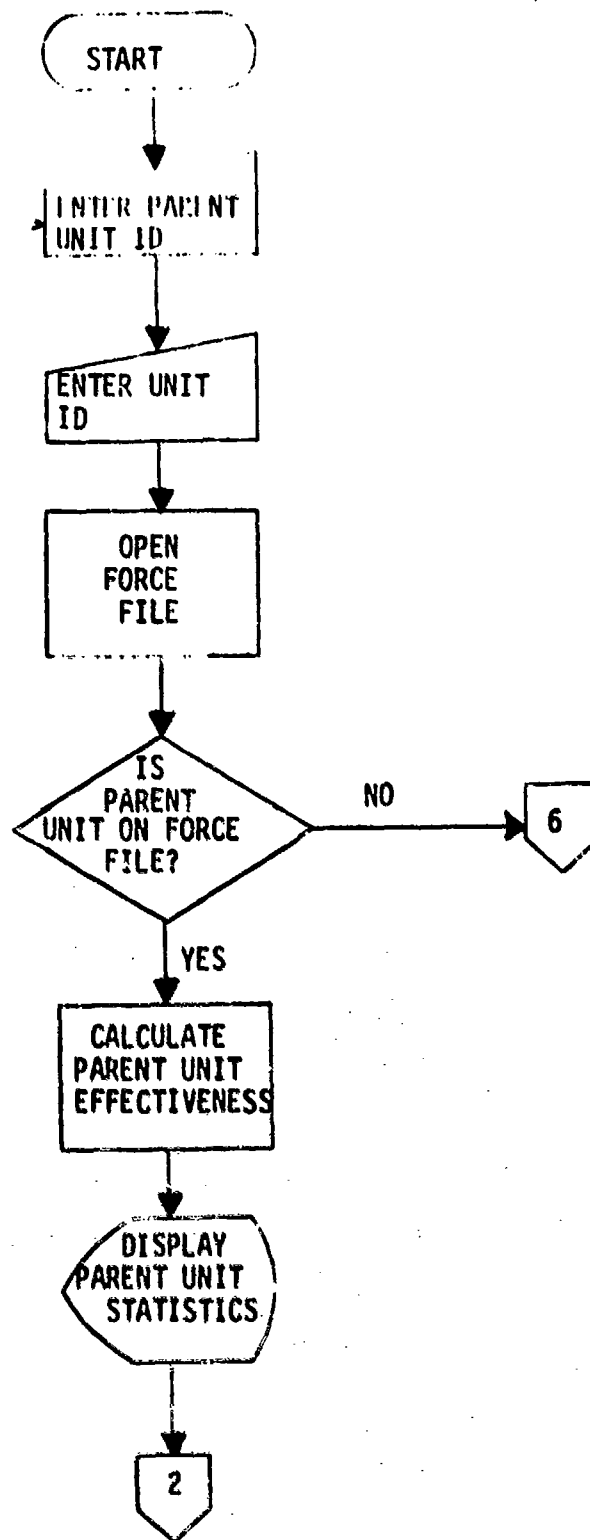 START
ENTER PARENT
UNIT ID
ENTER UNIT
ID
OPEN
FORCE
FILE
IS
PARENT
UNIT ON FORCE
FILE?
NO
6
YES
CALCULATE
PARENT UNIT
EFFECTIVENESS
DISPLAY
PARENT UNIT
STATISTICS
2